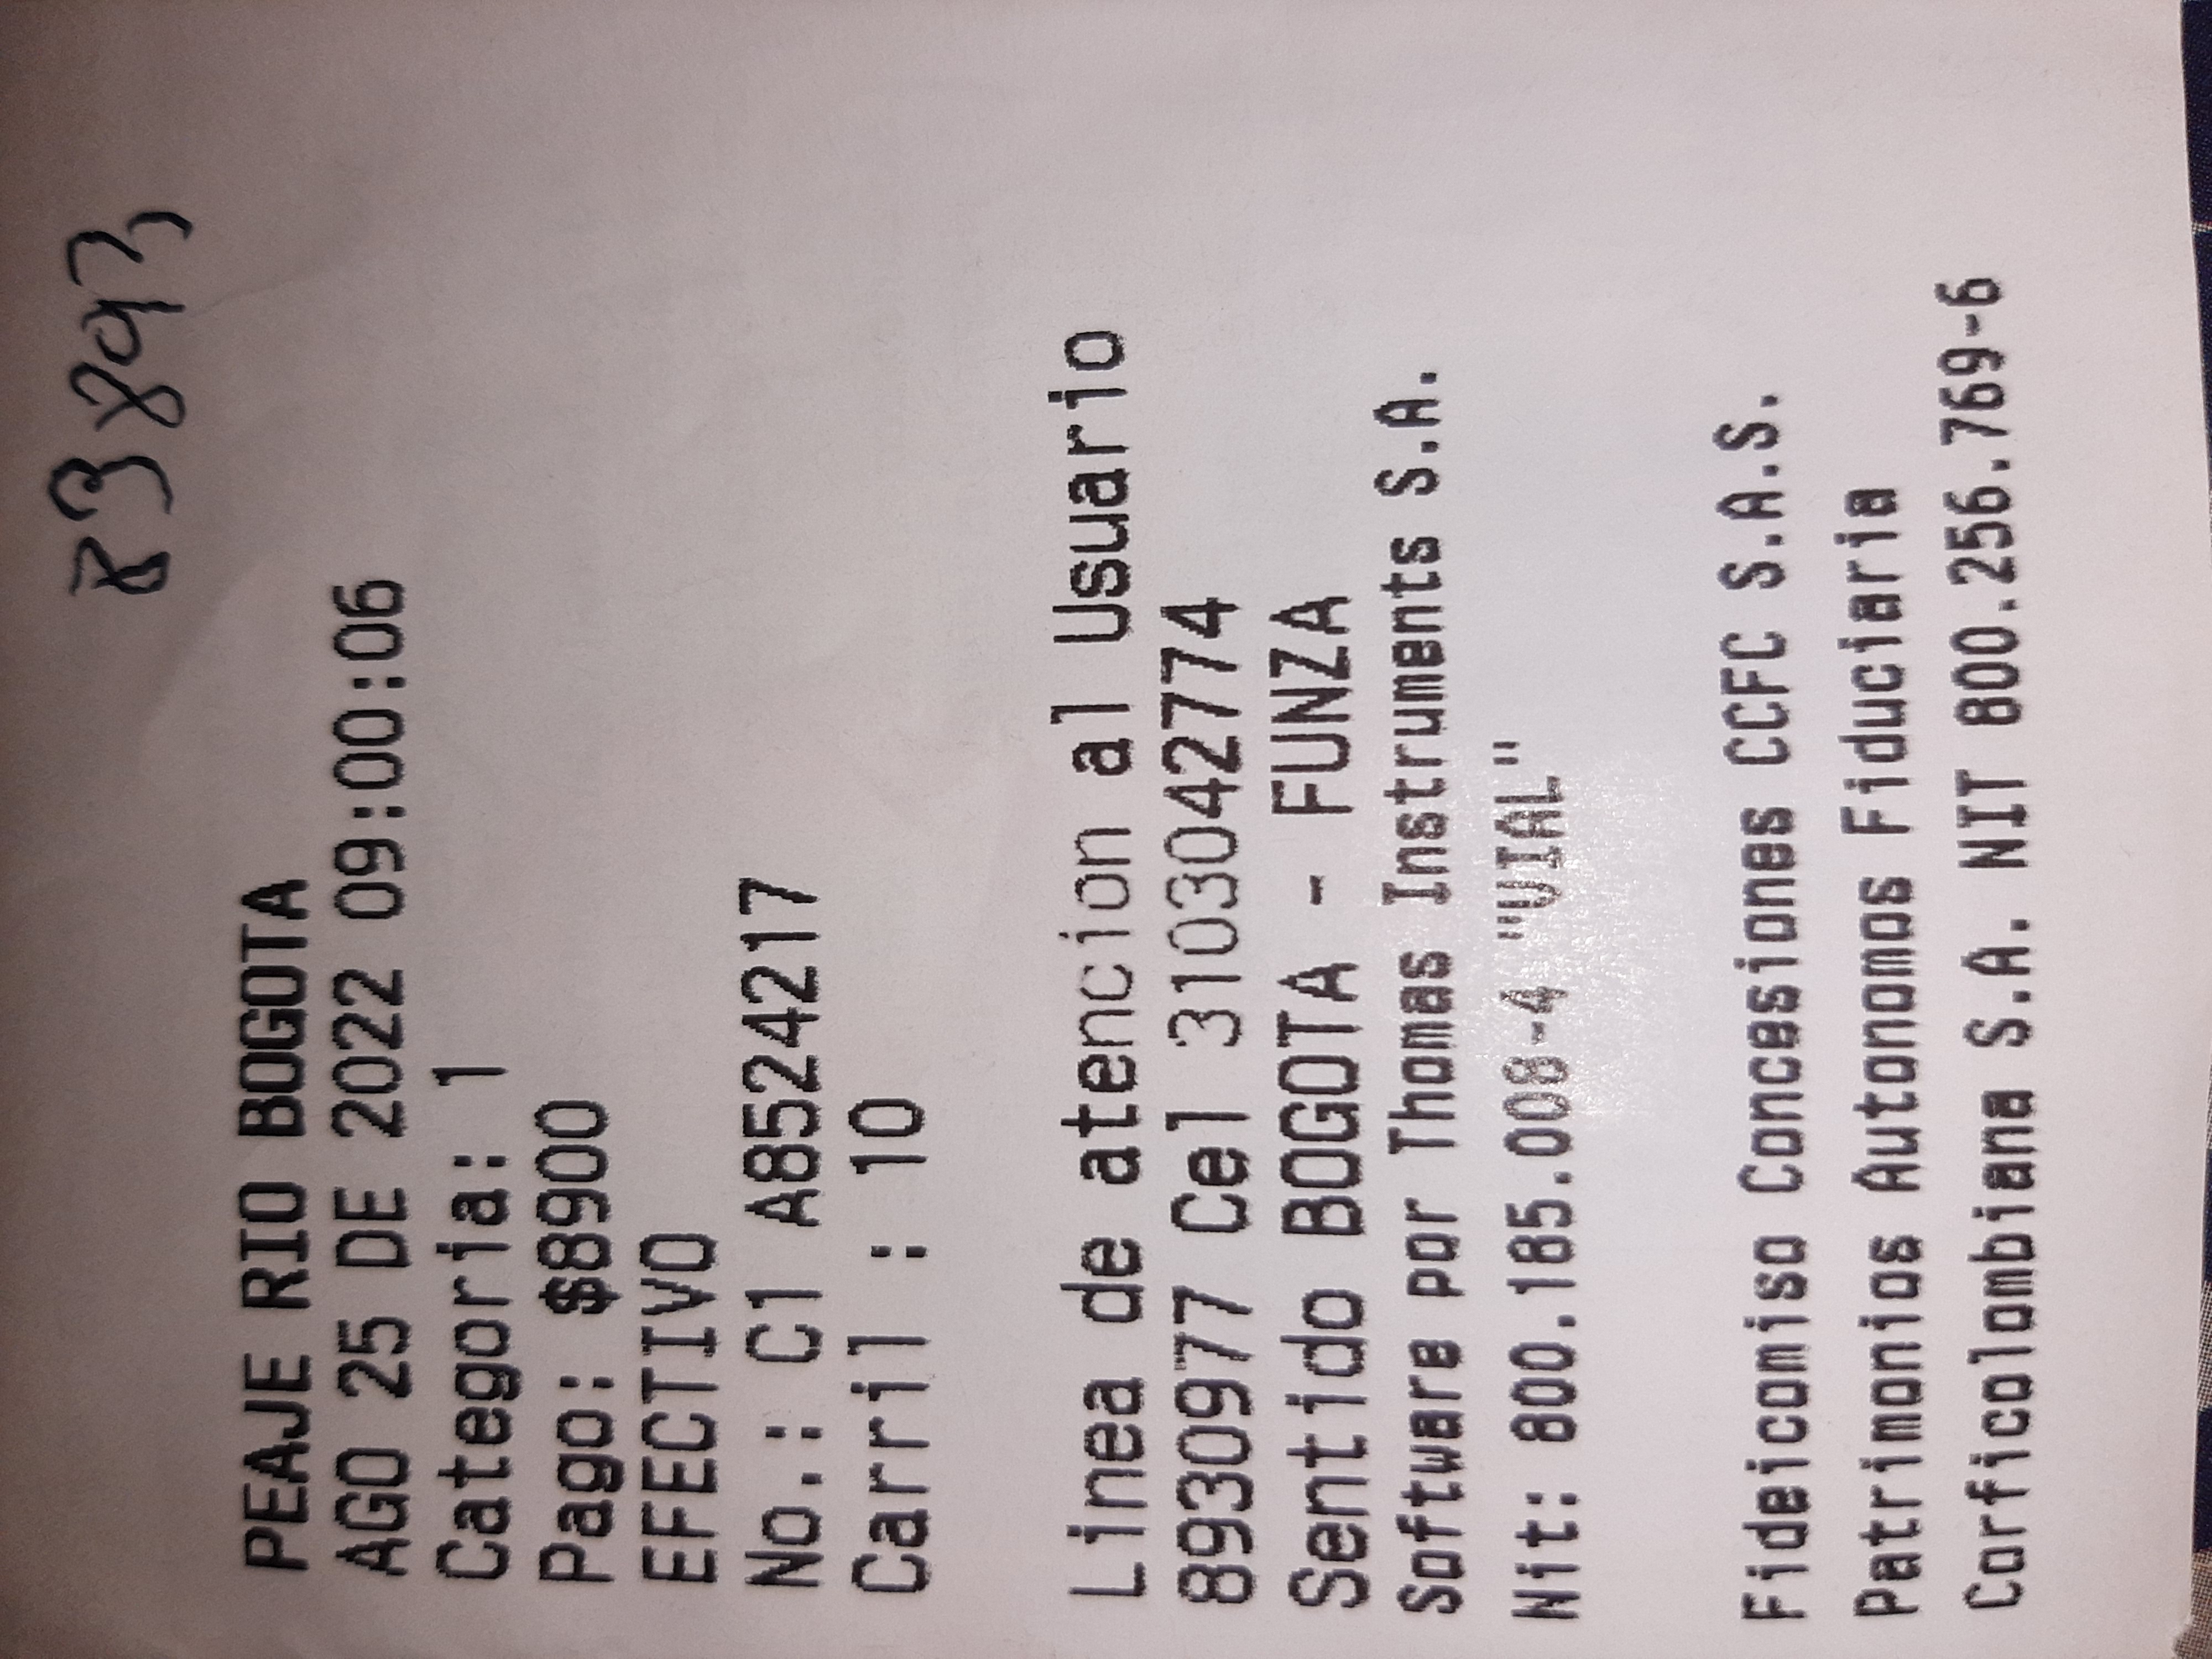 83893
PEAJE RIO BOGOTA
AGO 25 DE 2022 09:00:06
Categoria: 1
Pago: $8900
EFECTIVO
No.: C1 A85242217
Carril : 10
Linea de atencion al Usuario
8930977 Cel 3103042774
Sentido BOGOTA - FUNZA
Software por Thomas Instruments S.A.
Nit: 800.185.008-4 "VIAL"
Fideicomiso Concesiones CCFC S.A.S.
Patrimonios Autonomos Fiduciaria
Corficolombiana S.A. NIT 800.256.769-6